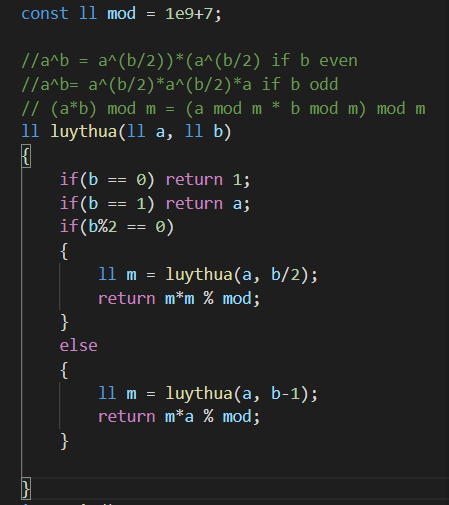 const ll mod = 1e9+7;
//a^b = a^(b/2))*(a^(b/2) if b even
//a^b= a^(b/2)*a^(b/2)*a if b odd
// (a*b) mod m = (a mod m * b mod m) mod m
ll luythua(ll a, ll b)
{
if(b == 0) return 1;
if(b == 1) return a;
if(b%2 == 0)
{
ll m = luythua(a, b/2);
return m*m % mod;
}
else
{
ll m = luythua(a, b-1);
return m*a % mod;
}
}